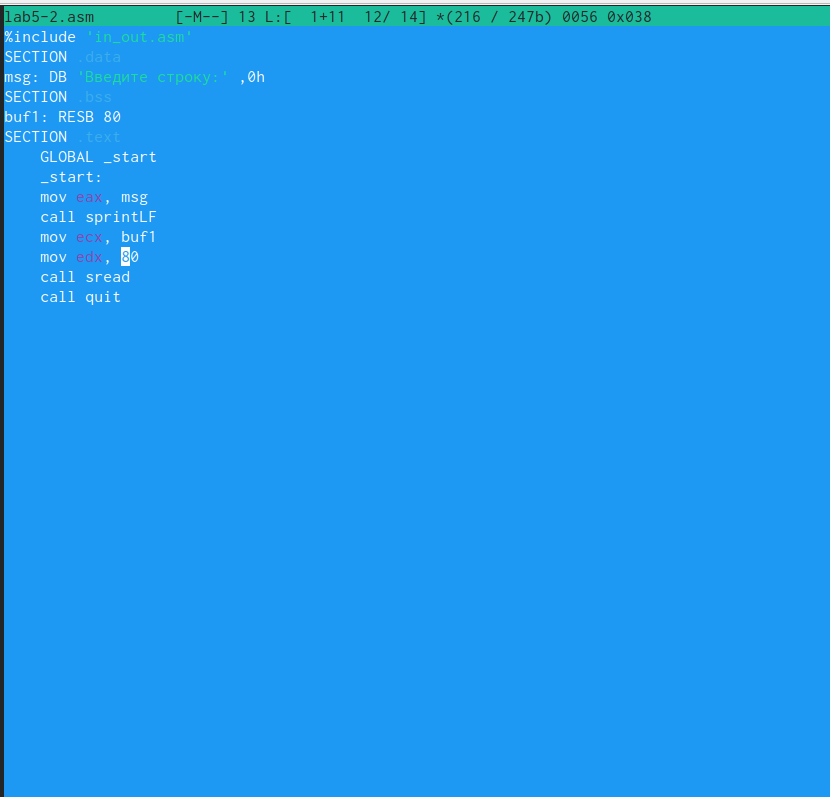 lab5-2.asm [-M--] 13 L:[ 1+11 12/ 14] *(216 / 247b) 0056 0x038
%include 'in_out.asm'
SECTION .data
msg: DB 'Введите строку:' ,0h
SECTION .bss
buf1: RESB 80
SECTION .text
GLOBAL _start
_start:
mov eax, msg
call sprintLF
mov ecx, buf1
mov edx, 80
call sread
call quit